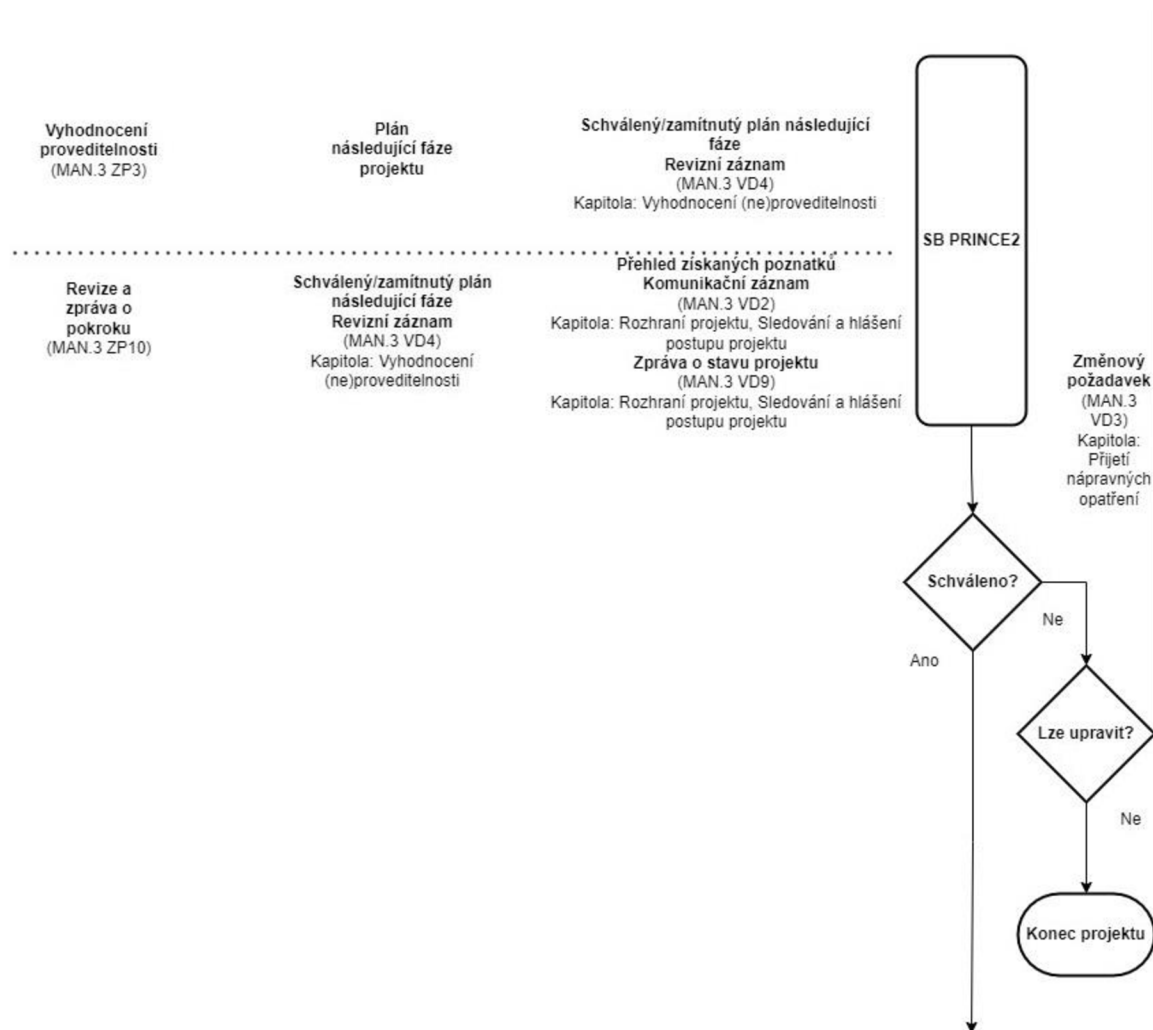 Vyhodnocení
proveditelnosti
(MAN.3 ZP3)
Plán
následující fáze
projektu
Schválený/zamítnutý plán následující
fáze
Revizní záznam
(MAN.3 VD4)
Kapitola: Vyhodnocení (ne)proveditelnosti
SB PRINCE2
Revize a
zpráva o
pokroku
(MAN.3 ZP10)
Schválený/zamítnutý plán
následující fáze
Revizní záznam
(MAN.3 VD4)
Kapitola: Vyhodnocení
(ne)proveditelnosti
Přehled získaných poznatků
Komunikační záznam
(MAN.3 VD2)
Kapitola: Rozhraní projektu, Sledování a hlášení
postupu projektu
Zpráva o stavu projektu
(MAN.3 VD9)
Kapitola: Rozhraní projektu, Sledování a hlášení
postupu projektu
Změnový
požadavek
(MAN.3
VD3)
Kapitola:
Přijetí
nápravných
opatření
Schváleno?
Ne
Ano
Lze upravit?
Ne
Konec projektu